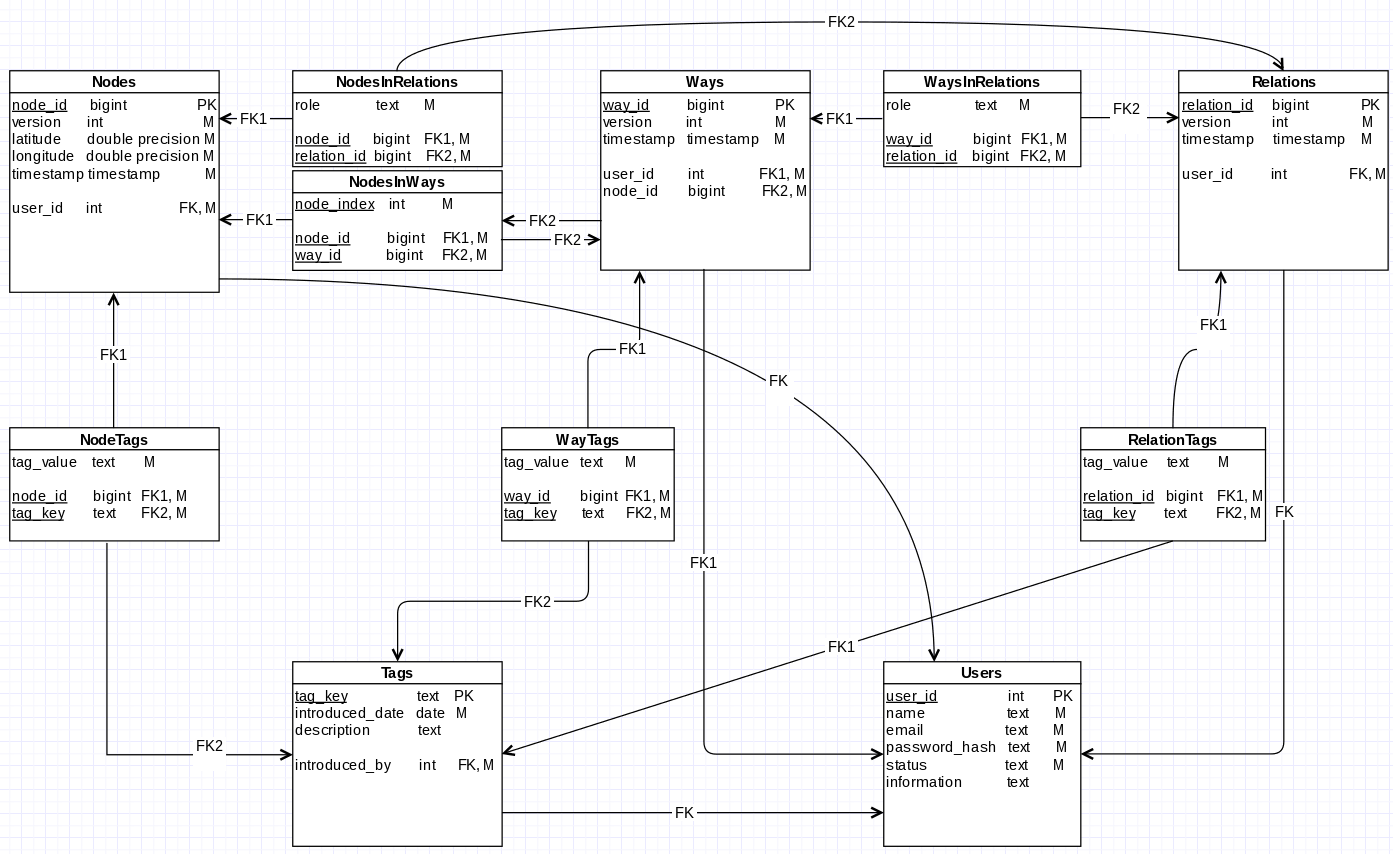 FK2
Nodes
node_id bigint PK
version int M
latitude double precision M
longitude double precision M
timestamp timestamp M
user_id int FK, M
FK1
NodesInRelations
role text M
node_id bigint FK1, M
relation_id bigint FK2, M
FK1
NodesInWays
node_index int M
node_id bigint FK1, M
way_id bigint FK2, M
FK2
FK2
Ways
way_id bigint PK
version int M
timestamp timestamp M
user_id int FK1, M
node_id bigint FK2, M
FK1
WaysInRelations
role text M
way_id bigint FK1, M
relation_id bigint FK2, M
FK2
Relations
relation_id bigint PK
version int M
timestamp timestamp M
user_id int FK, M
FK1
FK1
FK1
FK
NodeTags
tag_value text M
node_id bigint FK1, M
tag_key text FK2, M
WayTags
tag_value text M
way_id bigint FK1, M
tag_key text FK2, M
RelationTags
tag_value text M
relation_id bigint FK1, M
tag_key text FK2, M
FK
FK1
FK2
FK1
FK2
Tags
tag_key text PK
introduced_date date M
description text
introduced_by int FK, M
FK
Users
user_id int PK
name text M
email text M
password_hash text M
status text M
information text